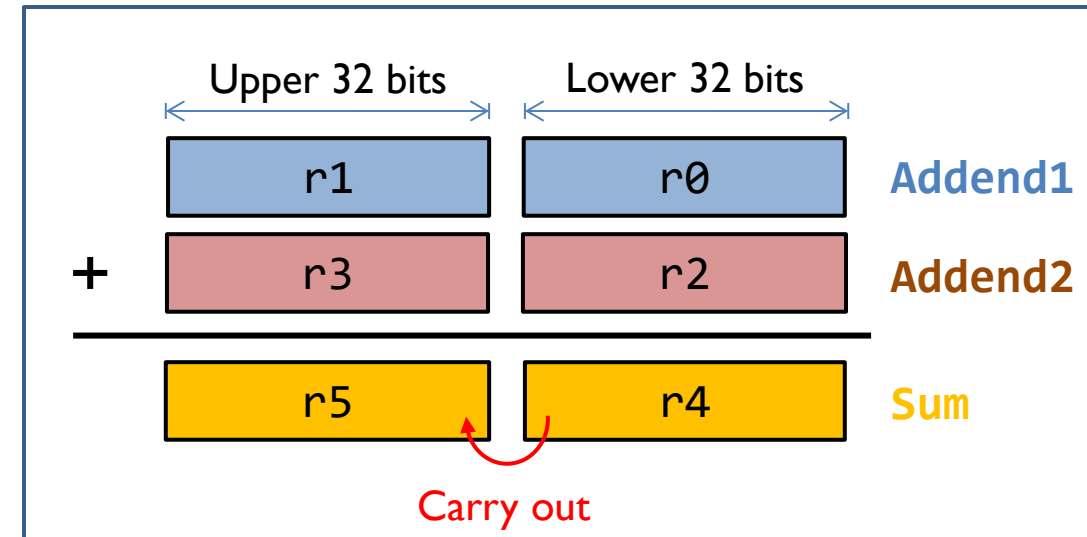 Upper 32 bits Lower 32 bits
r1 r0 Addend1
+ r3 r2 Addend2
r5 r4 Sum
Carry out